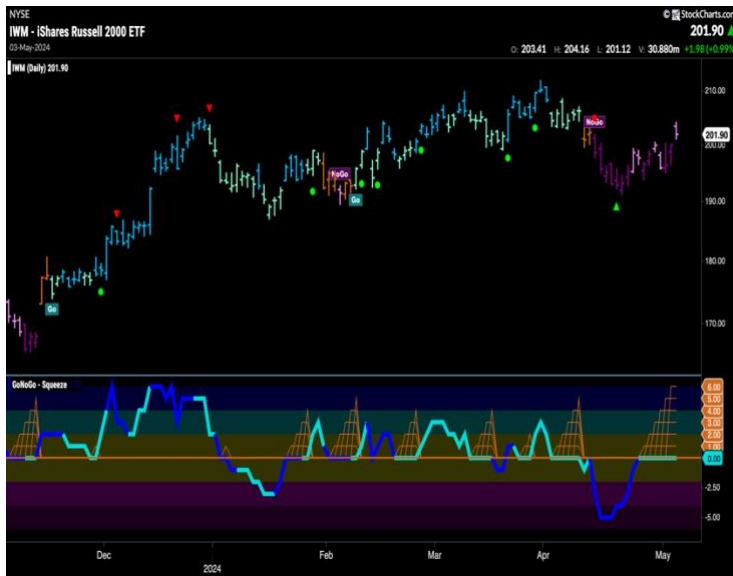 NYSE
© StockCharts.com
IWM - iShares Russell 2000 ETF
201.90
03-May-2024
O: 203.41 H: 204.16 L: 201.12 V: 30.880m +1.98 (+0.99%
IWM (Daily) 201.90
210.00
NoGo
201.90
200.00
NoGo
Go
190.00
180.00
Go
170.00
GoNoGo - Squeeze
6.00
5.00
4.00
3.00
2.00
1.00
0.00
-2.50
-5.00
Dec
Feb
Mar
Apr
May
2024